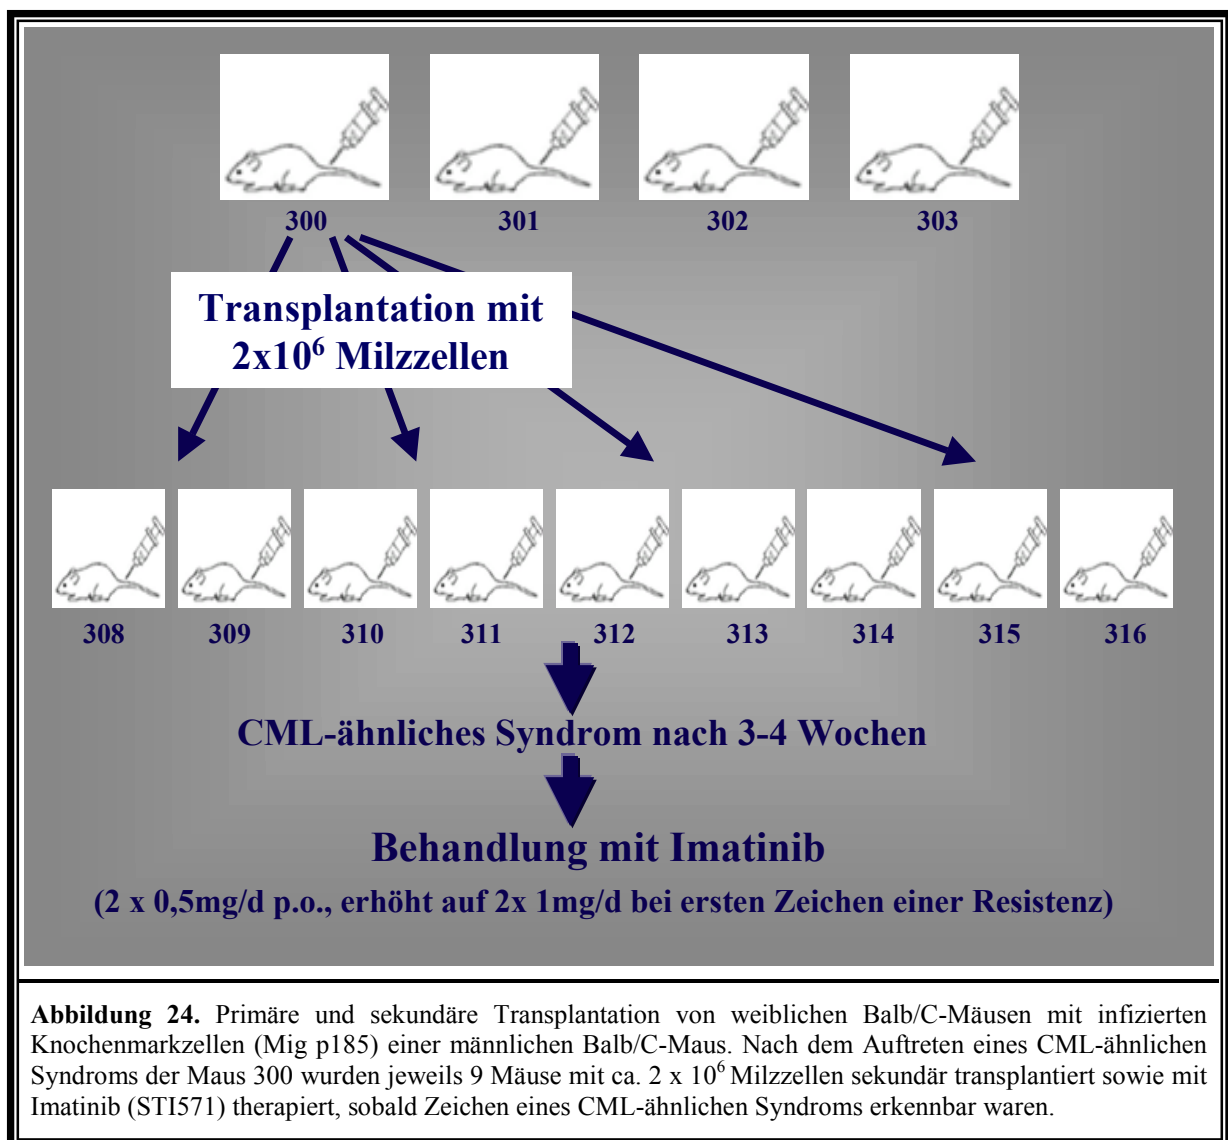 300 301 302 303
Transplantation mit
2x10⁶ Milzzellen
308 309 310 311 312 313 314 315 316
CML-ähnliches Syndrom nach 3-4 Wochen
Behandlung mit Imatinib
(2 x 0,5mg/d p.o., erhöht auf 2x 1mg/d bei ersten Zeichen einer Resistenz)
Abbildung 24. Primäre und sekundäre Transplantation von weiblichen Balb/C-Mäusen mit infizierten
Knochenmarkzellen (Mig p185) einer männlichen Balb/C-Maus. Nach dem Auftreten eines CML-ähnlichen
Syndroms der Maus 300 wurden jeweils 9 Mäuse mit ca. 2 x 10⁶ Milzzellen sekundär transplantiert sowie mit
Imatinib (STI571) therapiert, sobald Zeichen eines CML-ähnlichen Syndroms erkennbar waren.